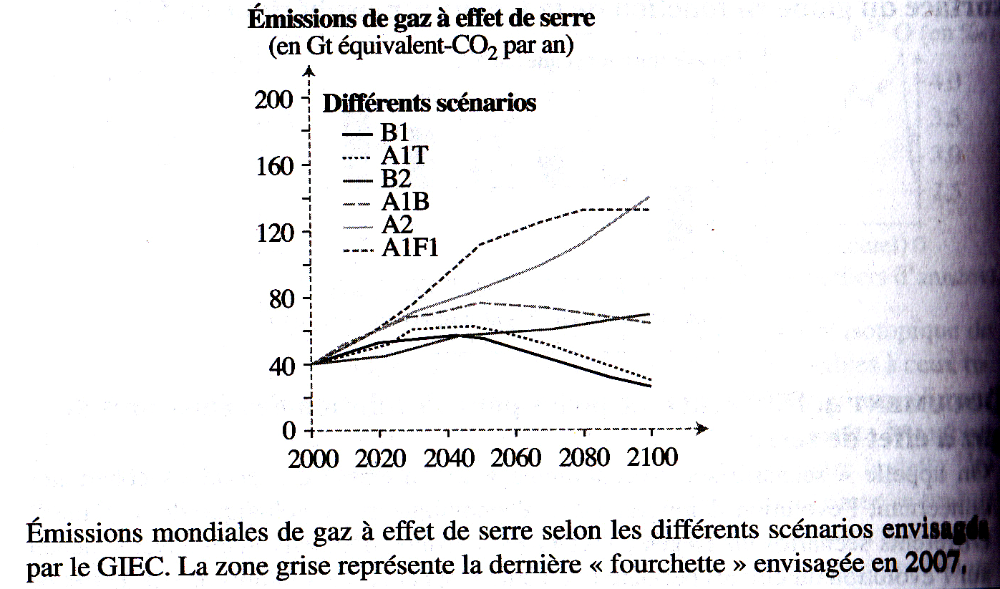 Émissions de gaz à effet de serre
(en Gt équivalent-CO₂ par an)
200
Différents scénarios
B1
A1T
160
B2
A1B
A2
120
A1F1
80
40
0
2000 2020 2040 2060 2080 2100
Émissions mondiales de gaz à effet de serre selon les différents scénarios envisagés
par le GIEC. La zone grise représente la dernière « fourchette » envisagée en 2007.